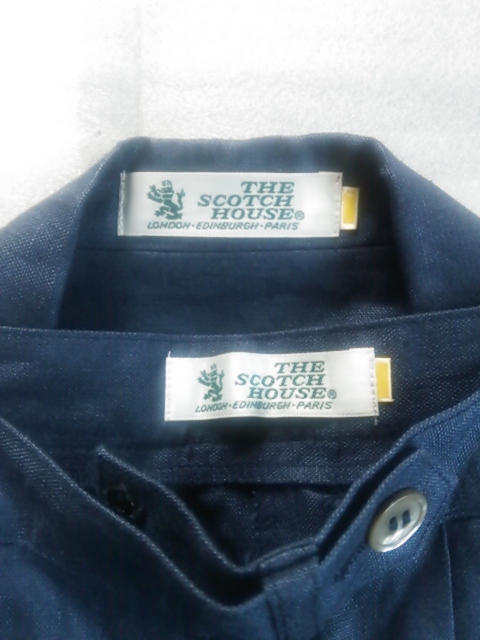 THE
SCOTCH
HOUSE®
LONDON·EDINBURGH·PARIS
THE
SCOTCH
HOUSE®
LONDON·EDINBURGH·PARIS